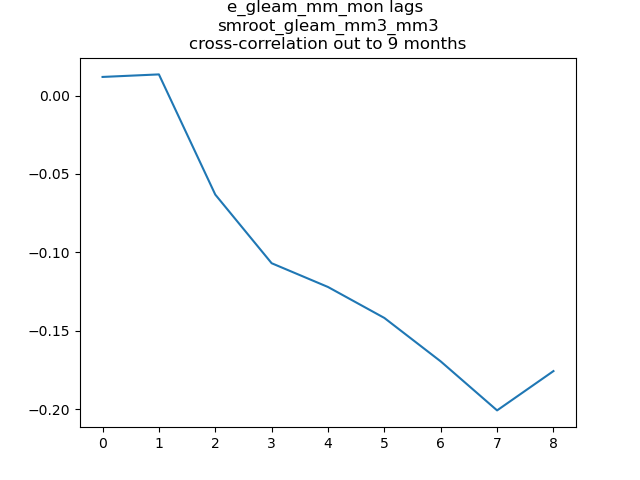 e_gleam_mm_mon lags
smroot_gleam_mm3_mm3
cross-correlation out to 9 months
0.00
−0.05
−0.10
−0.15
−0.20
0 1 2 3 4 5 6 7 8